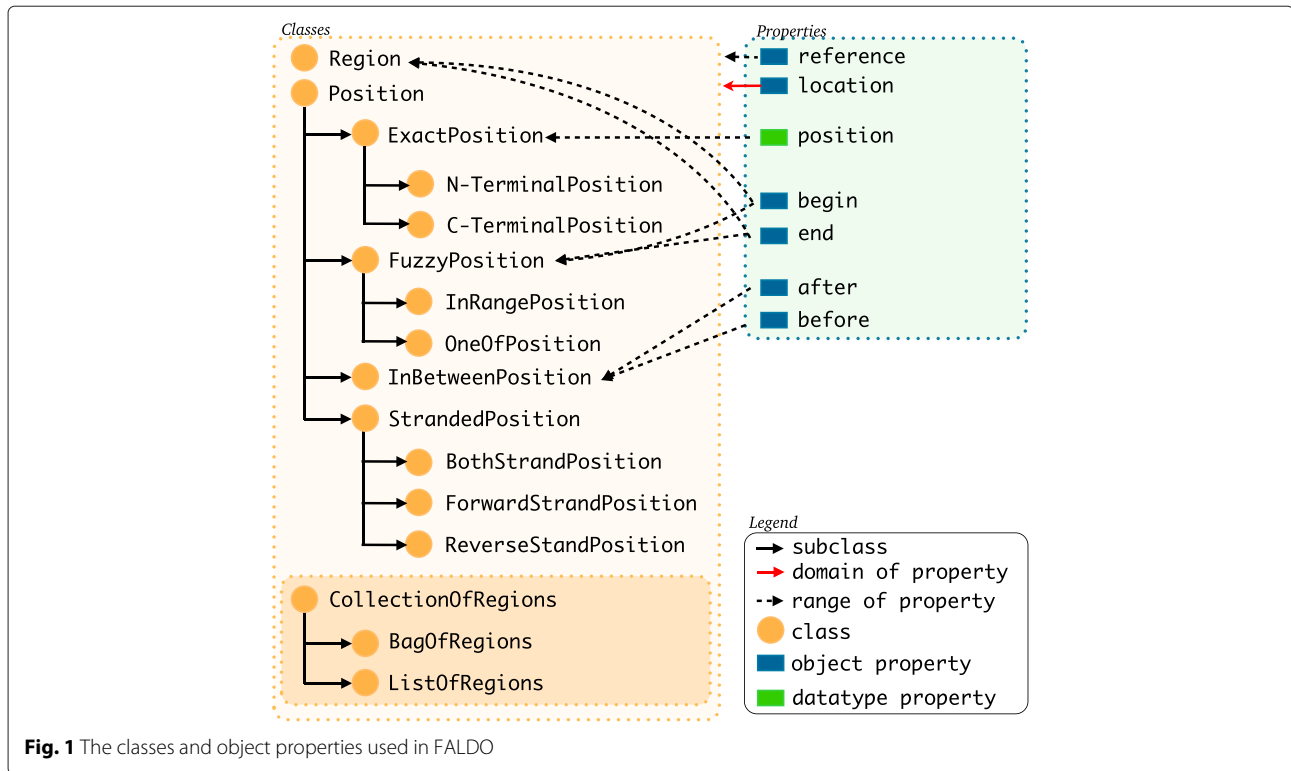 Classes
Region
Position
ExactPosition
N-TerminalPosition
C-TerminalPosition
FuzzyPosition
InRangePosition
OneOfPosition
InBetweenPosition
StrandedPosition
BothStrandPosition
ForwardStrandPosition
ReverseStandPosition
CollectionOfRegions
BagOfRegions
ListOfRegions
Properties
reference
location
position
begin
end
after
before
Legend
subclass
domain of property
range of property
class
object property
datatype property
Fig. 1 The classes and object properties used in FALDO